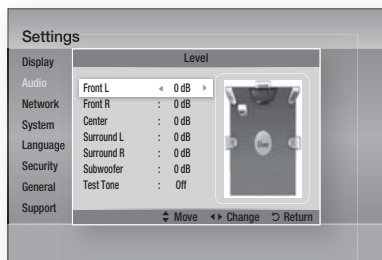 Settings
Display
Audio
Network
System
Language
Security
General
Support
Level
Front L ◀ 0 dB ▶
Front R : 0 dB
Center : 0 dB
Surround L : 0 dB
Surround R : 0 dB
Subwoofer : 0 dB
Test Tone : Off
User
Move Change Return